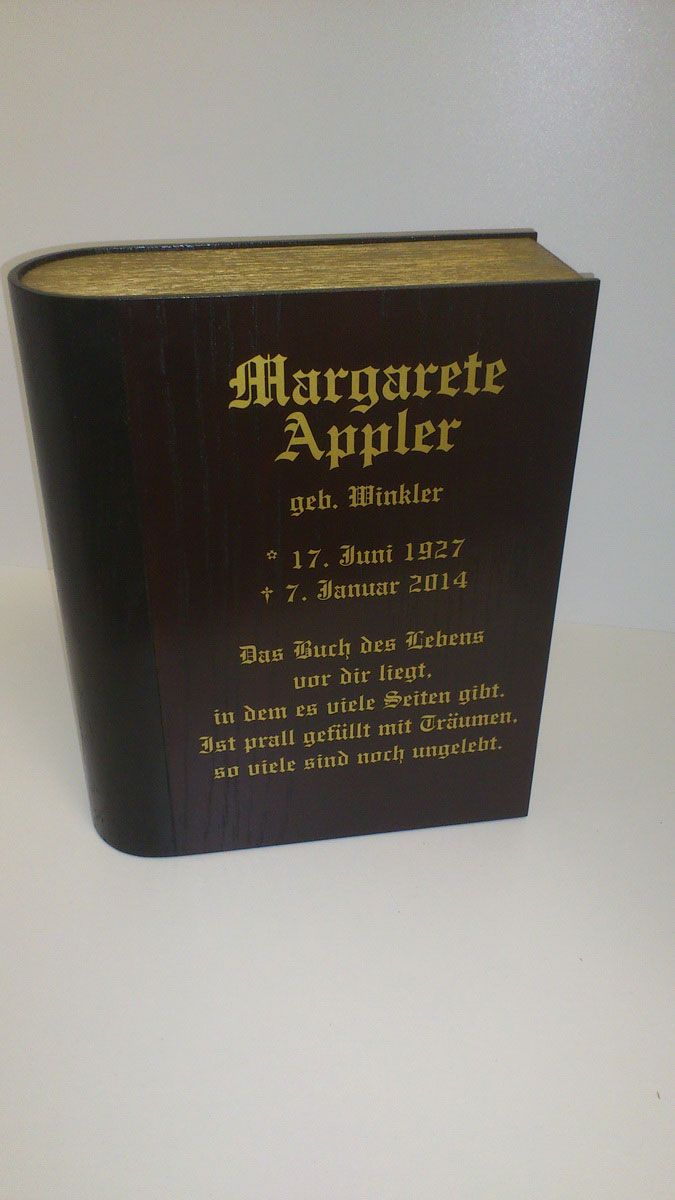 Margarete
Appler
geb. Winkler
* 17. Juni 1927
† 7. Januar 2014
Das Buch des Lebens
vor dir liegt,
in dem es viele Seiten gibt.
Ist prall gefüllt mit Träumen,
so viele sind noch ungelebt.